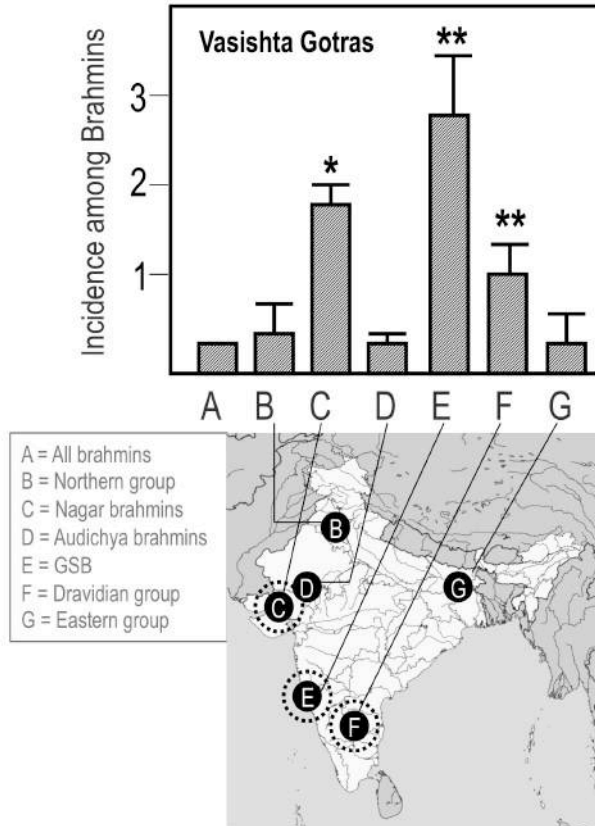 Vasishta Gotras
Incidence among Brahmins
3
2
1
*
**
**
A B C D E F G
A = All brahmins
B = Northern group
C = Nagar brahmins
D = Audichya brahmins
E = GSB
F = Dravidian group
G = Eastern group
B
D
G
C
E
F